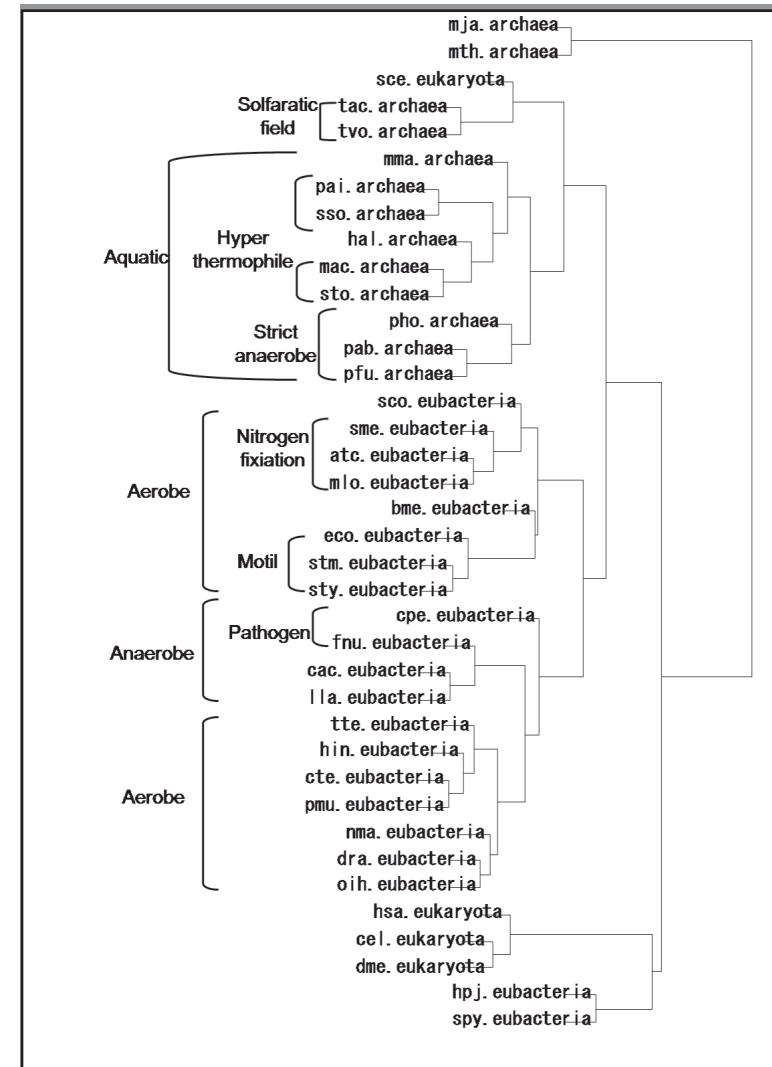 mja. archaea
mth. archaea
sce. eukaryota
Solfaratic
field
tac. archaea
tvo. archaea
mma. archaea
pai. archaea
sso. archaea
Hyper
thermophile
hal. archaea
Aquatic
mac. archaea
sto. archaea
pho. archaea
Strict
anaerobe
pab. archaea
pfu. archaea
sco. eubacteria
Nitrogen
fixiation
sme. eubacteria
atc. eubacteria
mlo. eubacteria
Aerobe
bme. eubacteria
eco. eubacteria
Motil
stm. eubacteria
sty. eubacteria
cpe. eubacteria
Pathogen
fnu. eubacteria
Anaerobe
cac. eubacteria
lla. eubacteria
tte. eubacteria
hin. eubacteria
cte. eubacteria
Aerobe
pmu. eubacteria
nma. eubacteria
dra. eubacteria
oih. eubacteria
hsa. eukaryota
cel. eukaryota
dme. eukaryota
hpj. eubacteria
spy. eubacteria